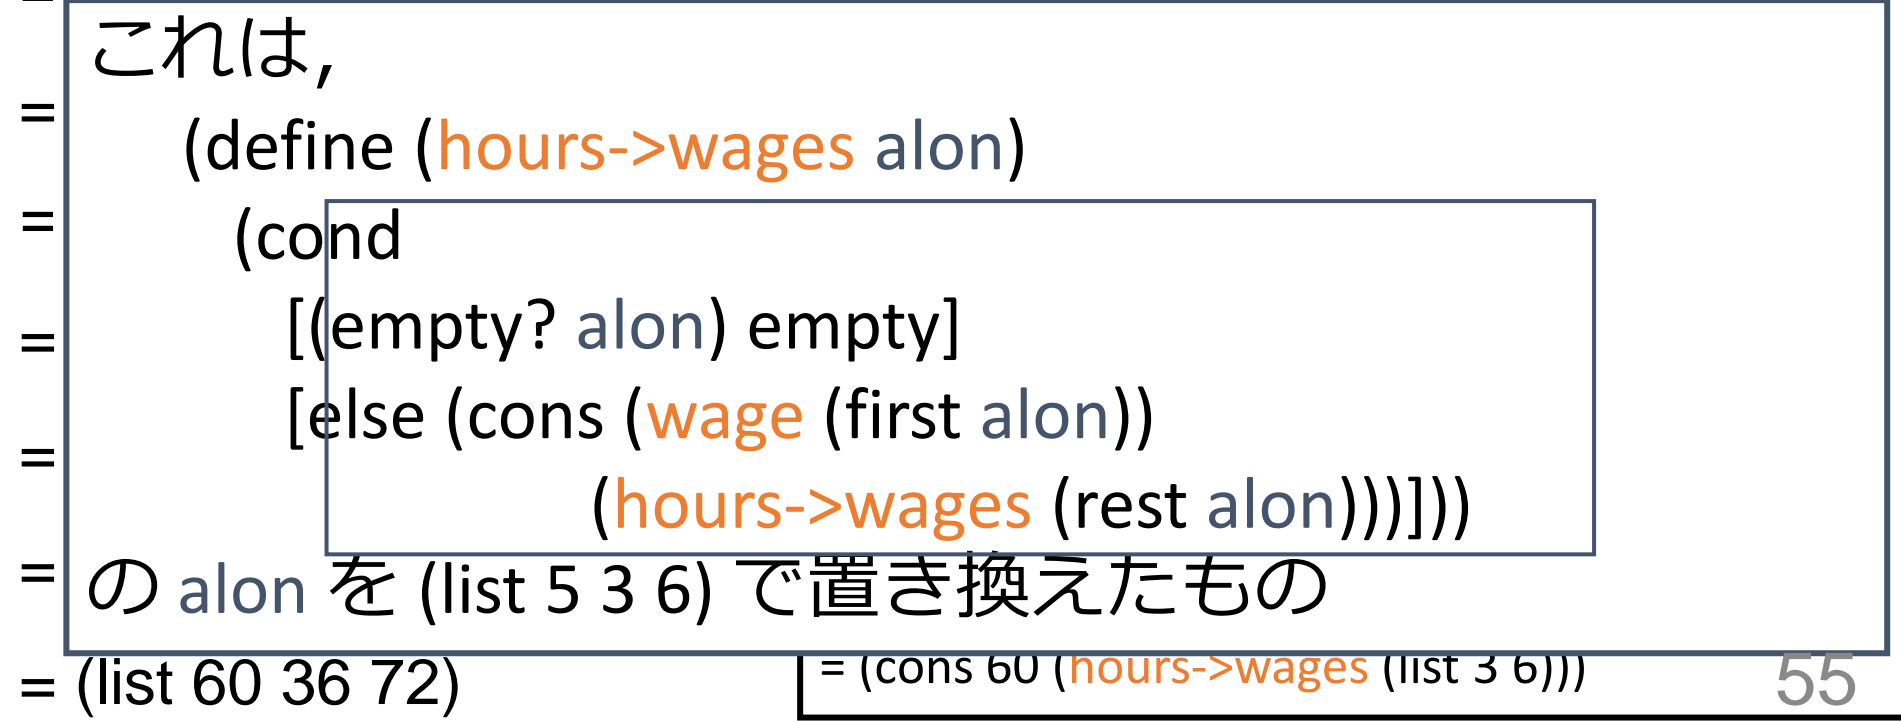 これは,
=
(define (hours->wages alon)
=
(cond
=
[(empty? alon) empty]
[else (cons (wage (first alon))
=
(hours->wages (rest alon)))]))
=
の alon を (list 5 3 6) で置き換えたもの
= (list 60 36 72)
= (cons 60 (hours->wages (list 3 6)))
55